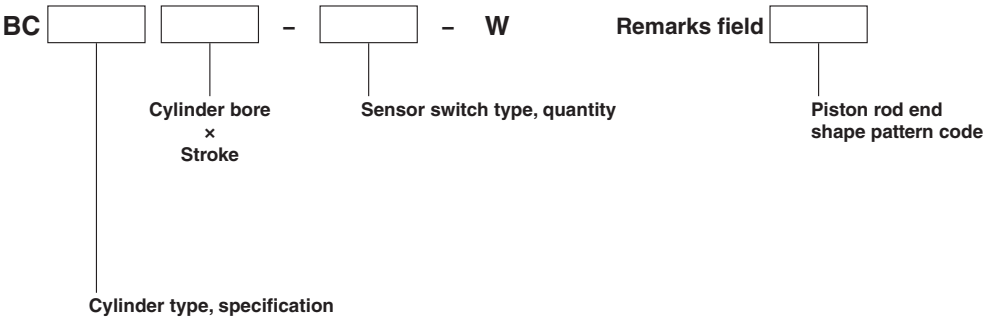 BC – – W Remarks field
Cylinder bore
×
Stroke
Sensor switch type, quantity
Piston rod end
shape pattern code
Cylinder type, specification